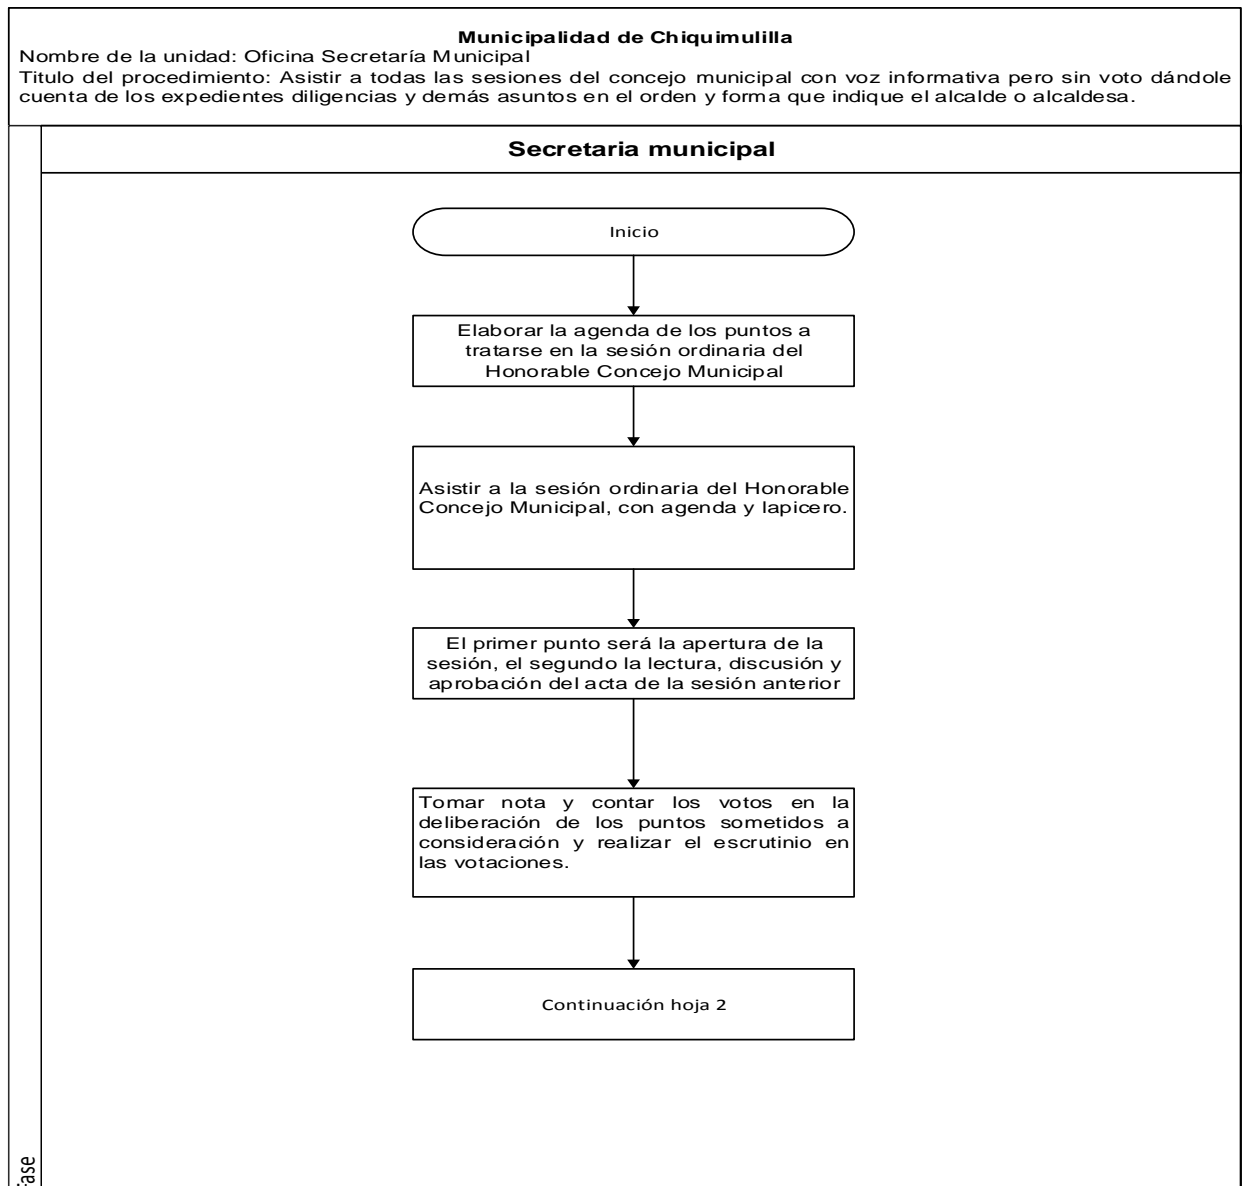 Municipalidad de Chiquimulilla
Nombre de la unidad: Oficina Secretaría Municipal
Titulo del procedimiento: Asistir a todas las sesiones del concejo municipal con voz informativa pero sin voto dándole
cuenta de los expedientes diligencias y demás asuntos en el orden y forma que indique el alcalde o alcaldesa.
Secretaria municipal
Inicio
Elaborar la agenda de los puntos a
tratarse en la sesión ordinaria del
Honorable Concejo Municipal
Asistir a la sesión ordinaria del Honorable
Concejo Municipal, con agenda y lapicero.
El primer punto será la apertura de la
sesión, el segundo la lectura, discusión y
aprobación del acta de la sesión anterior
Tomar nota y contar los votos en la
deliberación de los puntos sometidos a
consideración y realizar el escrutinio en
las votaciones.
Continuación hoja 2
Fase